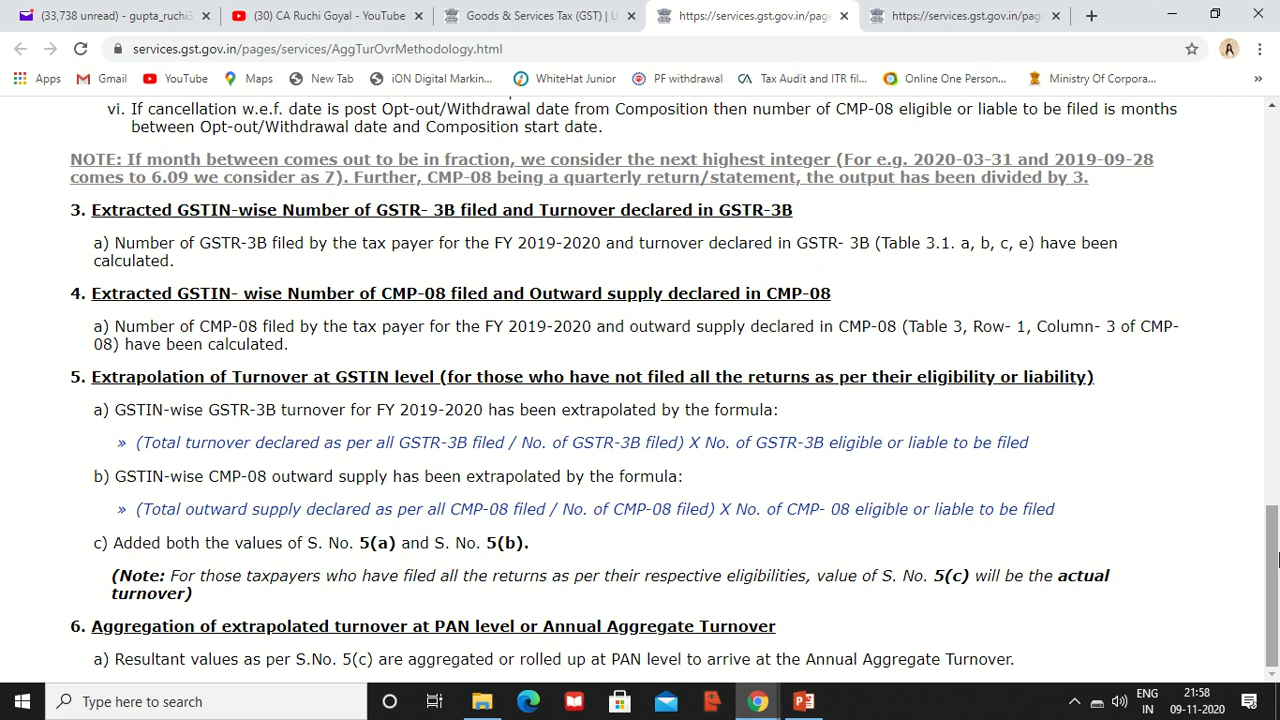 (33,738 unread) - gupta_ruchi3
(30) CA Ruchi Goyal - YouTube
Goods & Services Tax (GST) | U
https://services.gst.gov.in/page
https://services.gst.gov.in/pag
services.gst.gov.in/pages/services/AggTurOvrMethodology.html
Apps
Gmail
YouTube
Maps
New Tab
iON Digital Markin...
WhiteHat Junior
PF withdrawal
Tax Audit and ITR fil...
Online One Person...
Ministry Of Corpora...
vi. If cancellation w.e.f. date is post Opt-out/Withdrawal date from Composition then number of CMP-08 eligible or liable to be filed is months
between Opt-out/Withdrawal date and Composition start date.
NOTE: If month between comes out to be in fraction, we consider the next highest integer (For e.g. 2020-03-31 and 2019-09-28
comes to 6.09 we consider as 7). Further, CMP-08 being a quarterly return/statement, the output has been divided by 3.
3. Extracted GSTIN-wise Number of GSTR- 3B filed and Turnover declared in GSTR-3B
a) Number of GSTR-3B filed by the tax payer for the FY 2019-2020 and turnover declared in GSTR- 3B (Table 3.1. a, b, c, e) have been
calculated.
4. Extracted GSTIN- wise Number of CMP-08 filed and Outward supply declared in CMP-08
a) Number of CMP-08 filed by the tax payer for the FY 2019-2020 and outward supply declared in CMP-08 (Table 3, Row- 1, Column- 3 of CMP-
08) have been calculated.
5. Extrapolation of Turnover at GSTIN level (for those who have not filed all the returns as per their eligibility or liability)
a) GSTIN-wise GSTR-3B turnover for FY 2019-2020 has been extrapolated by the formula:
» (Total turnover declared as per all GSTR-3B filed / No. of GSTR-3B filed) X No. of GSTR-3B eligible or liable to be filed
b) GSTIN-wise CMP-08 outward supply has been extrapolated by the formula:
» (Total outward supply declared as per all CMP-08 filed / No. of CMP-08 filed) X No. of CMP- 08 eligible or liable to be filed
c) Added both the values of S. No. 5(a) and S. No. 5(b).
(Note: For those taxpayers who have filed all the returns as per their respective eligibilities, value of S. No. 5(c) will be the actual
turnover)
6. Aggregation of extrapolated turnover at PAN level or Annual Aggregate Turnover
a) Resultant values as per S.No. 5(c) are aggregated or rolled up at PAN level to arrive at the Annual Aggregate Turnover.
Type here to search
ENG
IN
21:58
09-11-2020